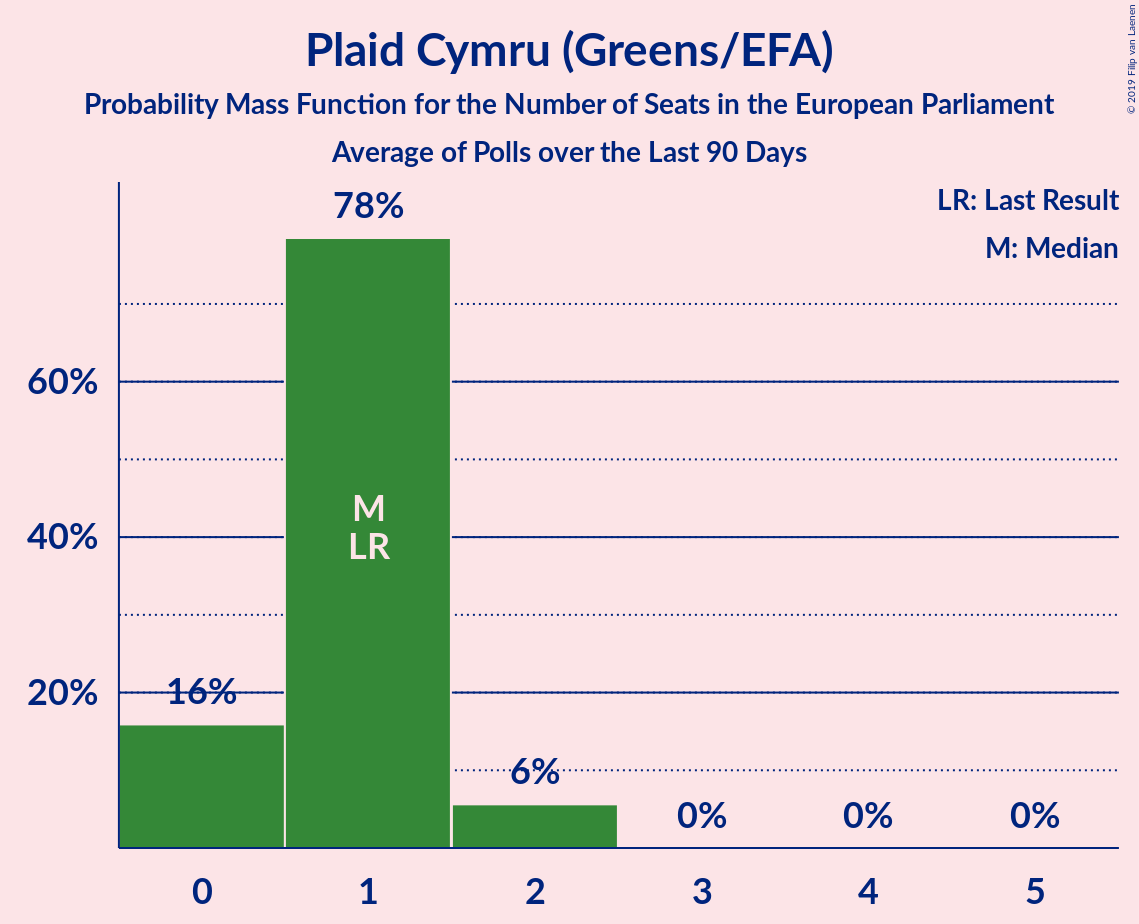 Plaid Cymru (Greens/EFA)
Probability Mass Function for the Number of Seats in the European Parliament
Average of Polls over the Last 90 Days
© 2019 Filip van Laenen
LR: Last Result
M: Median
78%
60%
M
40%
LR
20%
16%
6%
0%
0%
0%
0
1
2
3
4
5